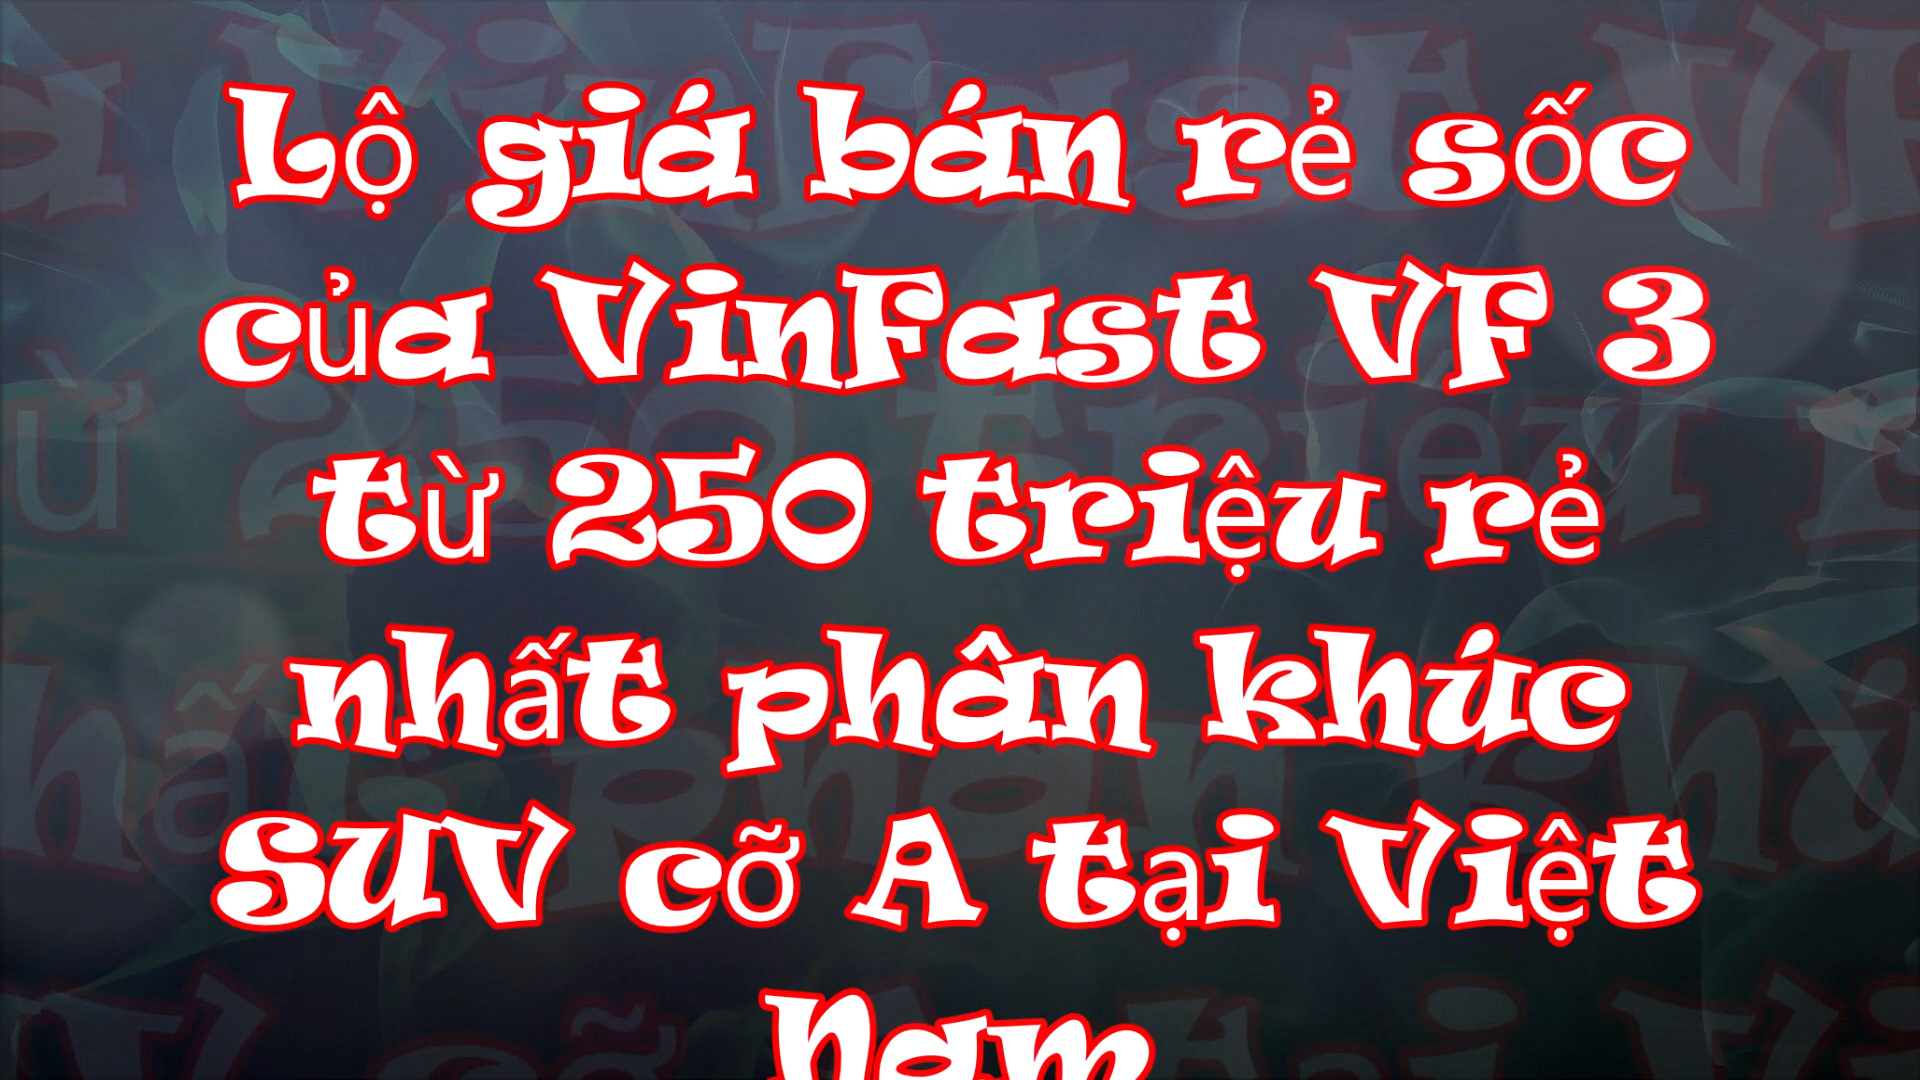 Lộ giá bán rẻ sốc
của VinFast VF 3
từ 250 triệu rẻ
nhất phân khúc
SUV cỡ A tại Việt
Nam